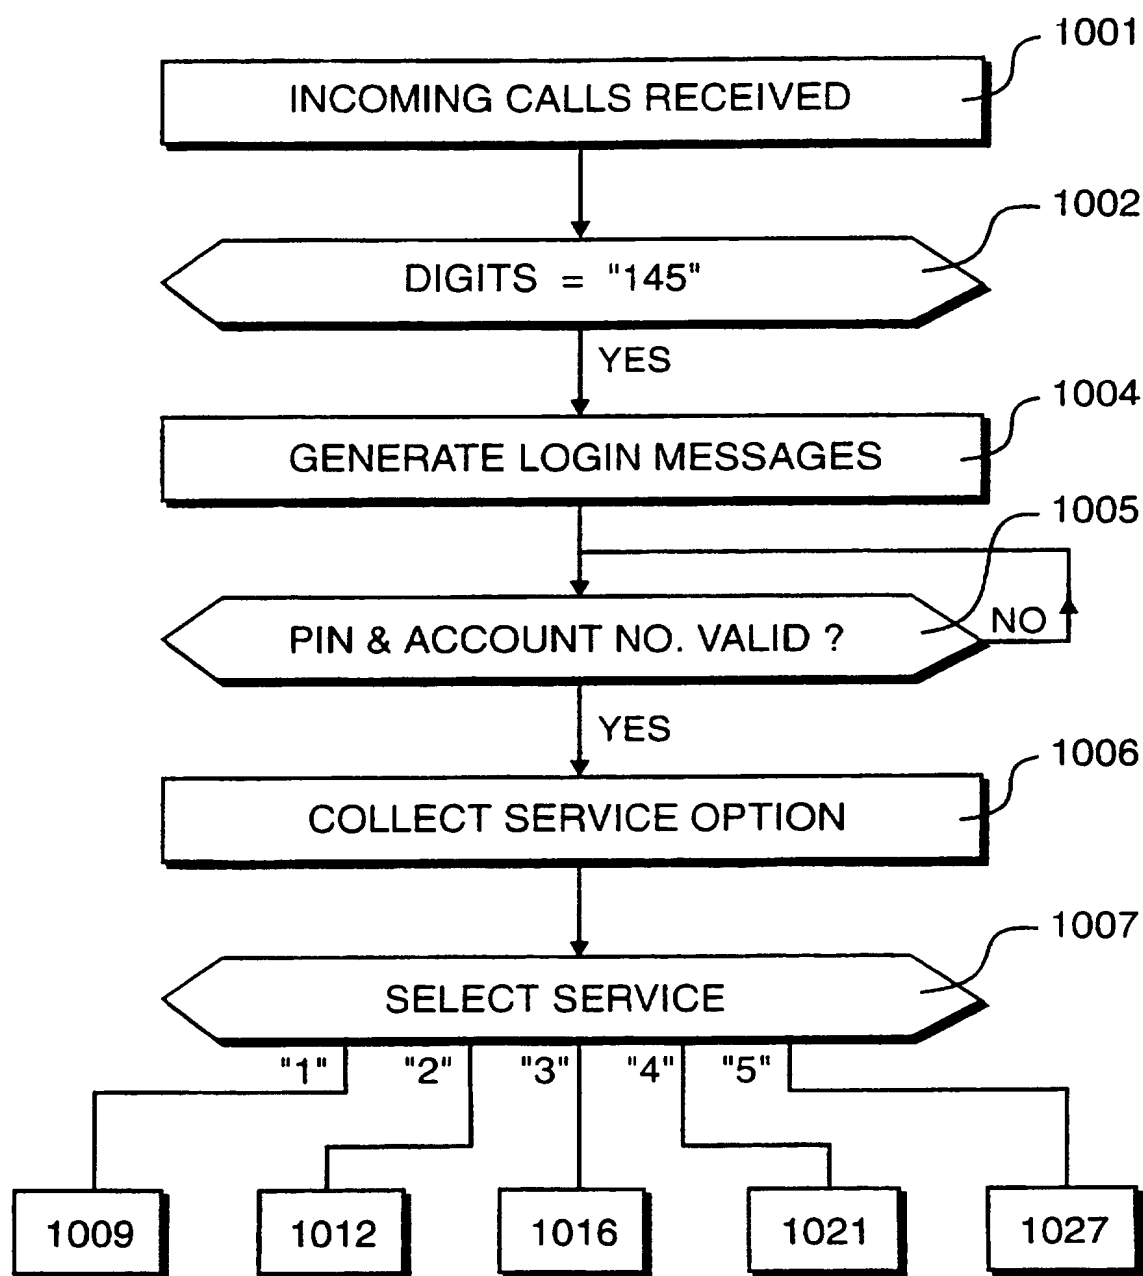 1001
INCOMING CALLS RECEIVED
1002
DIGITS = "145"
YES
1004
GENERATE LOGIN MESSAGES
1005
PIN & ACCOUNT NO. VALID ?
NO
YES
1006
COLLECT SERVICE OPTION
1007
SELECT SERVICE
"1" "2" "3" "4" "5"
1009 1012 1016 1021 1027